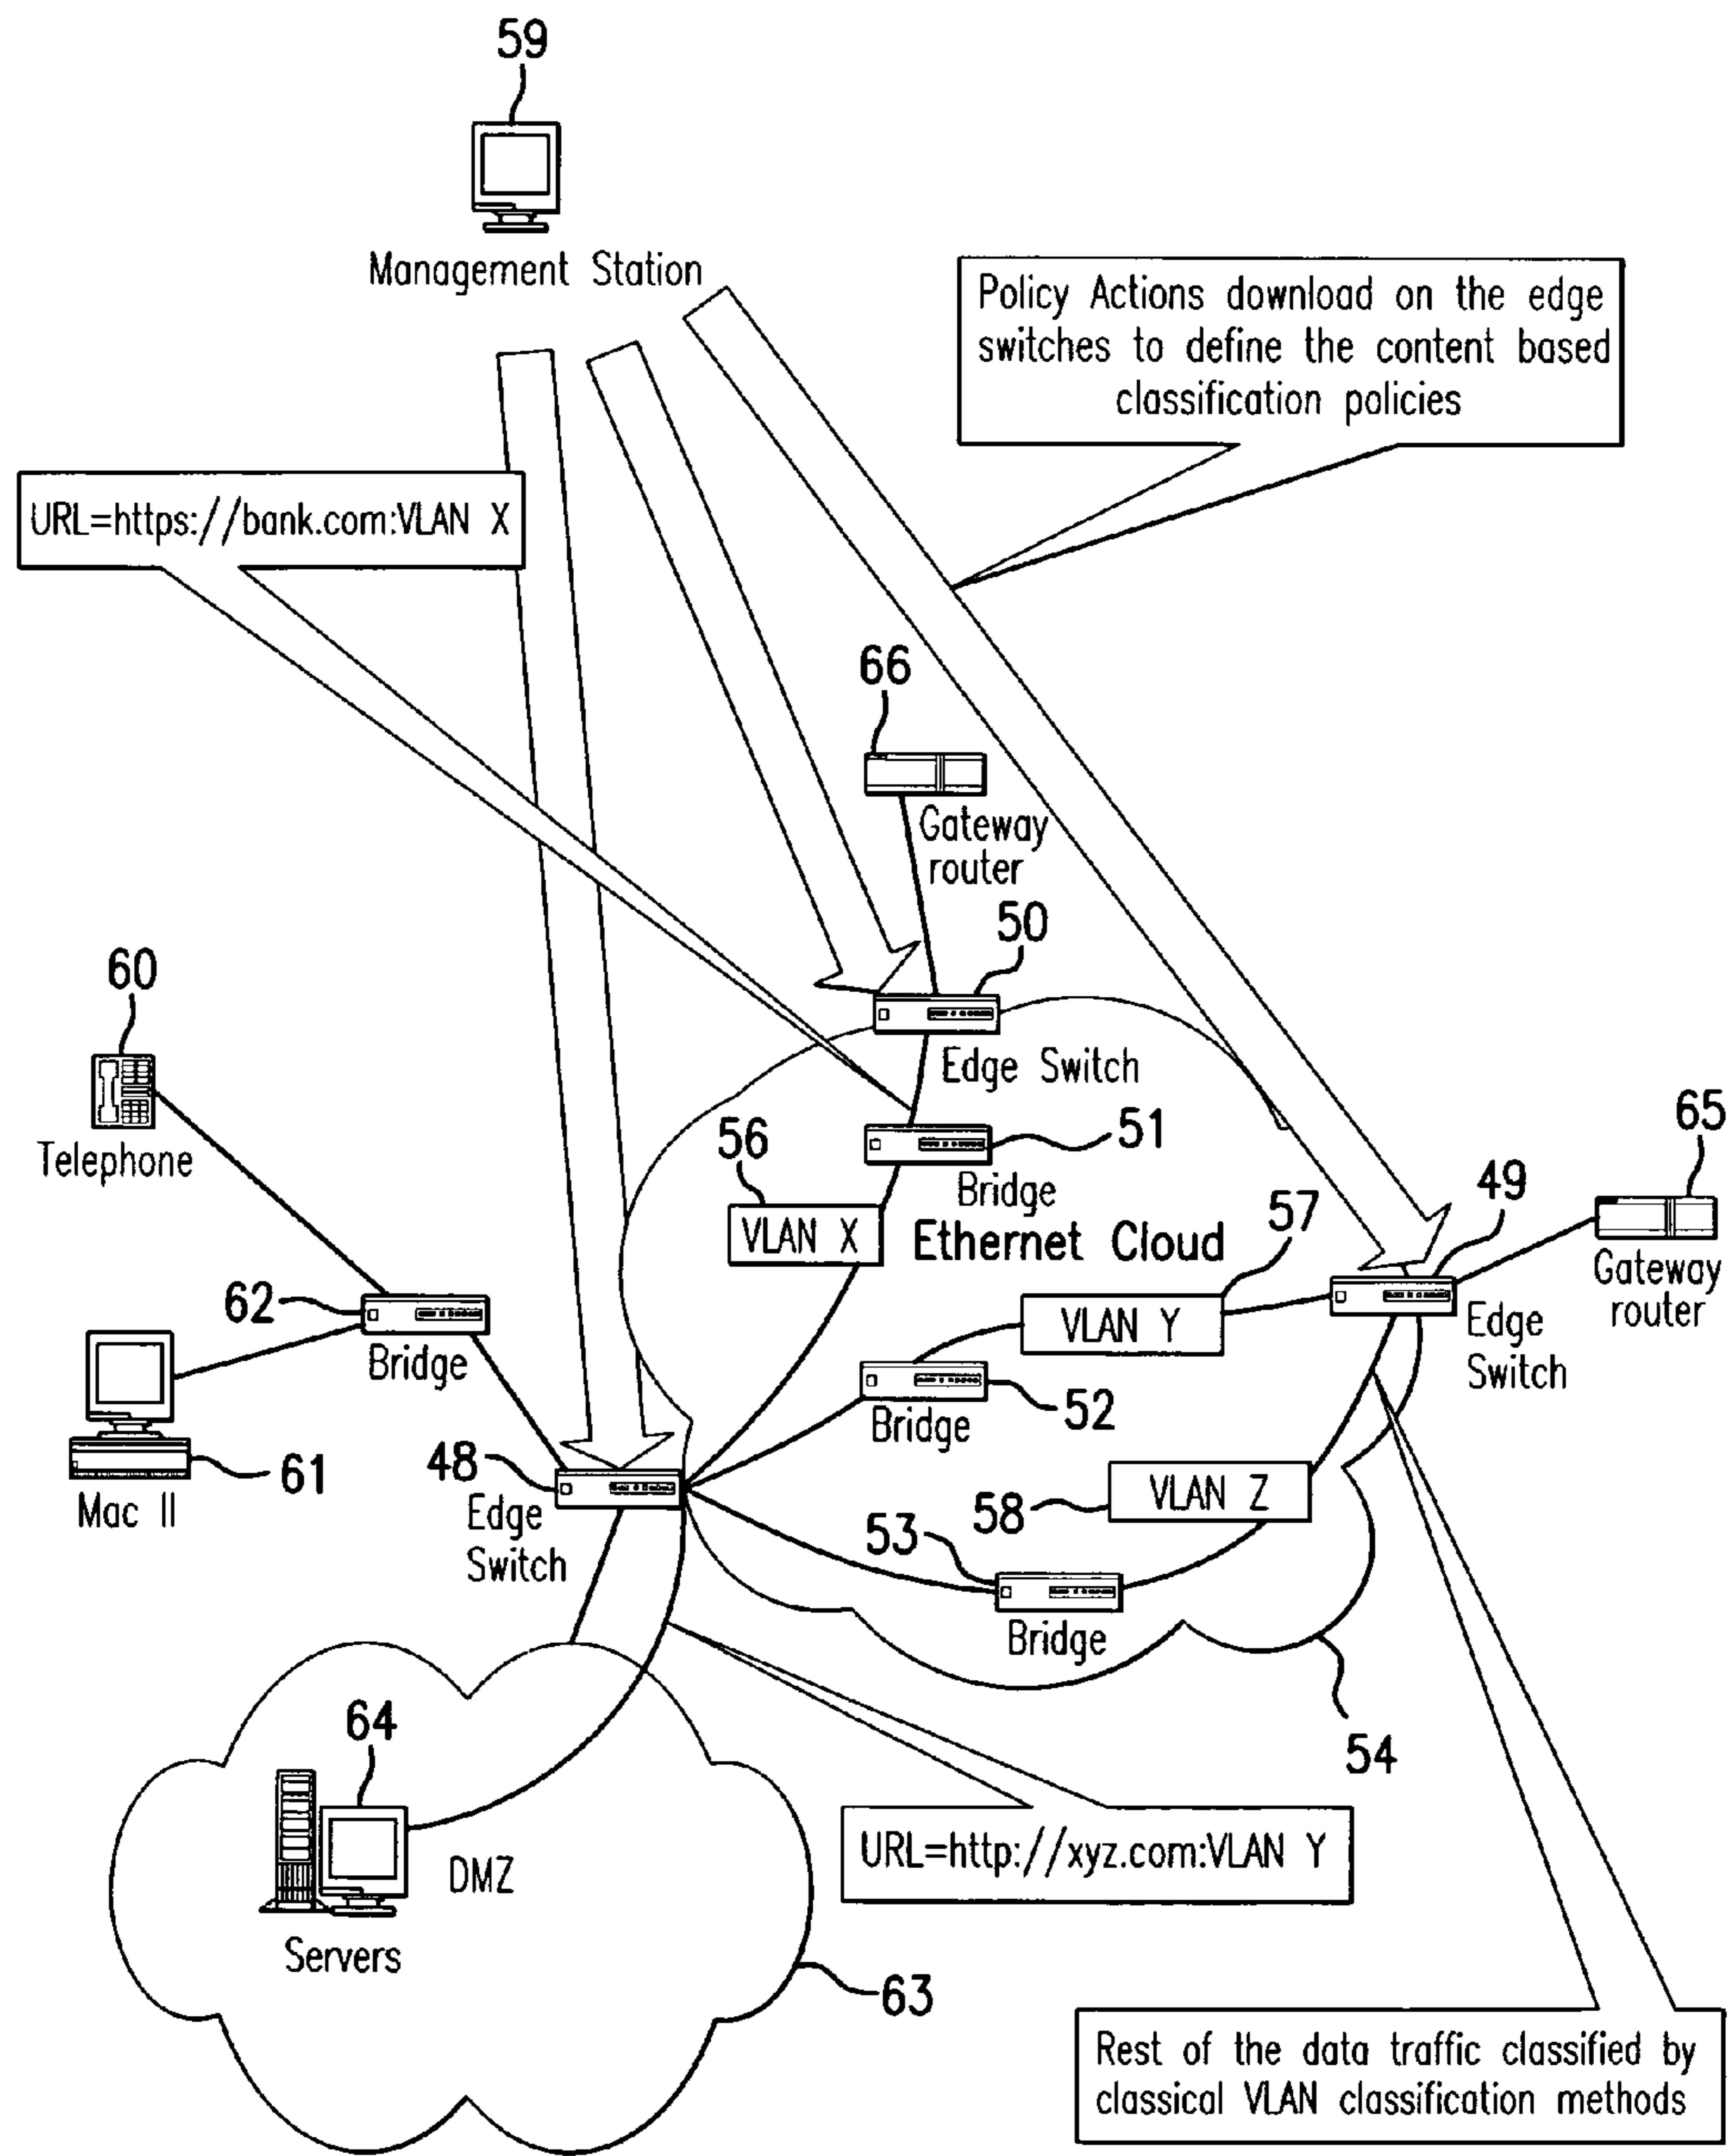 59
Management Station
Policy Actions download on the edge
switches to define the content based
classification policies
URL=https://bank.com:VLAN X
66
Gateway
router
50
Edge Switch
60
Telephone
56
51
Bridge
VLAN X
Ethernet Cloud
57
49
65
Gateway
router
62
Bridge
VLAN Y
Edge
Switch
52
Bridge
61
Mac II
48
Edge
Switch
VLAN Z
58
53
Bridge
54
64
DMZ
Servers
URL=http://xyz.com:VLAN Y
63
Rest of the data traffic classified by
classical VLAN classification methods